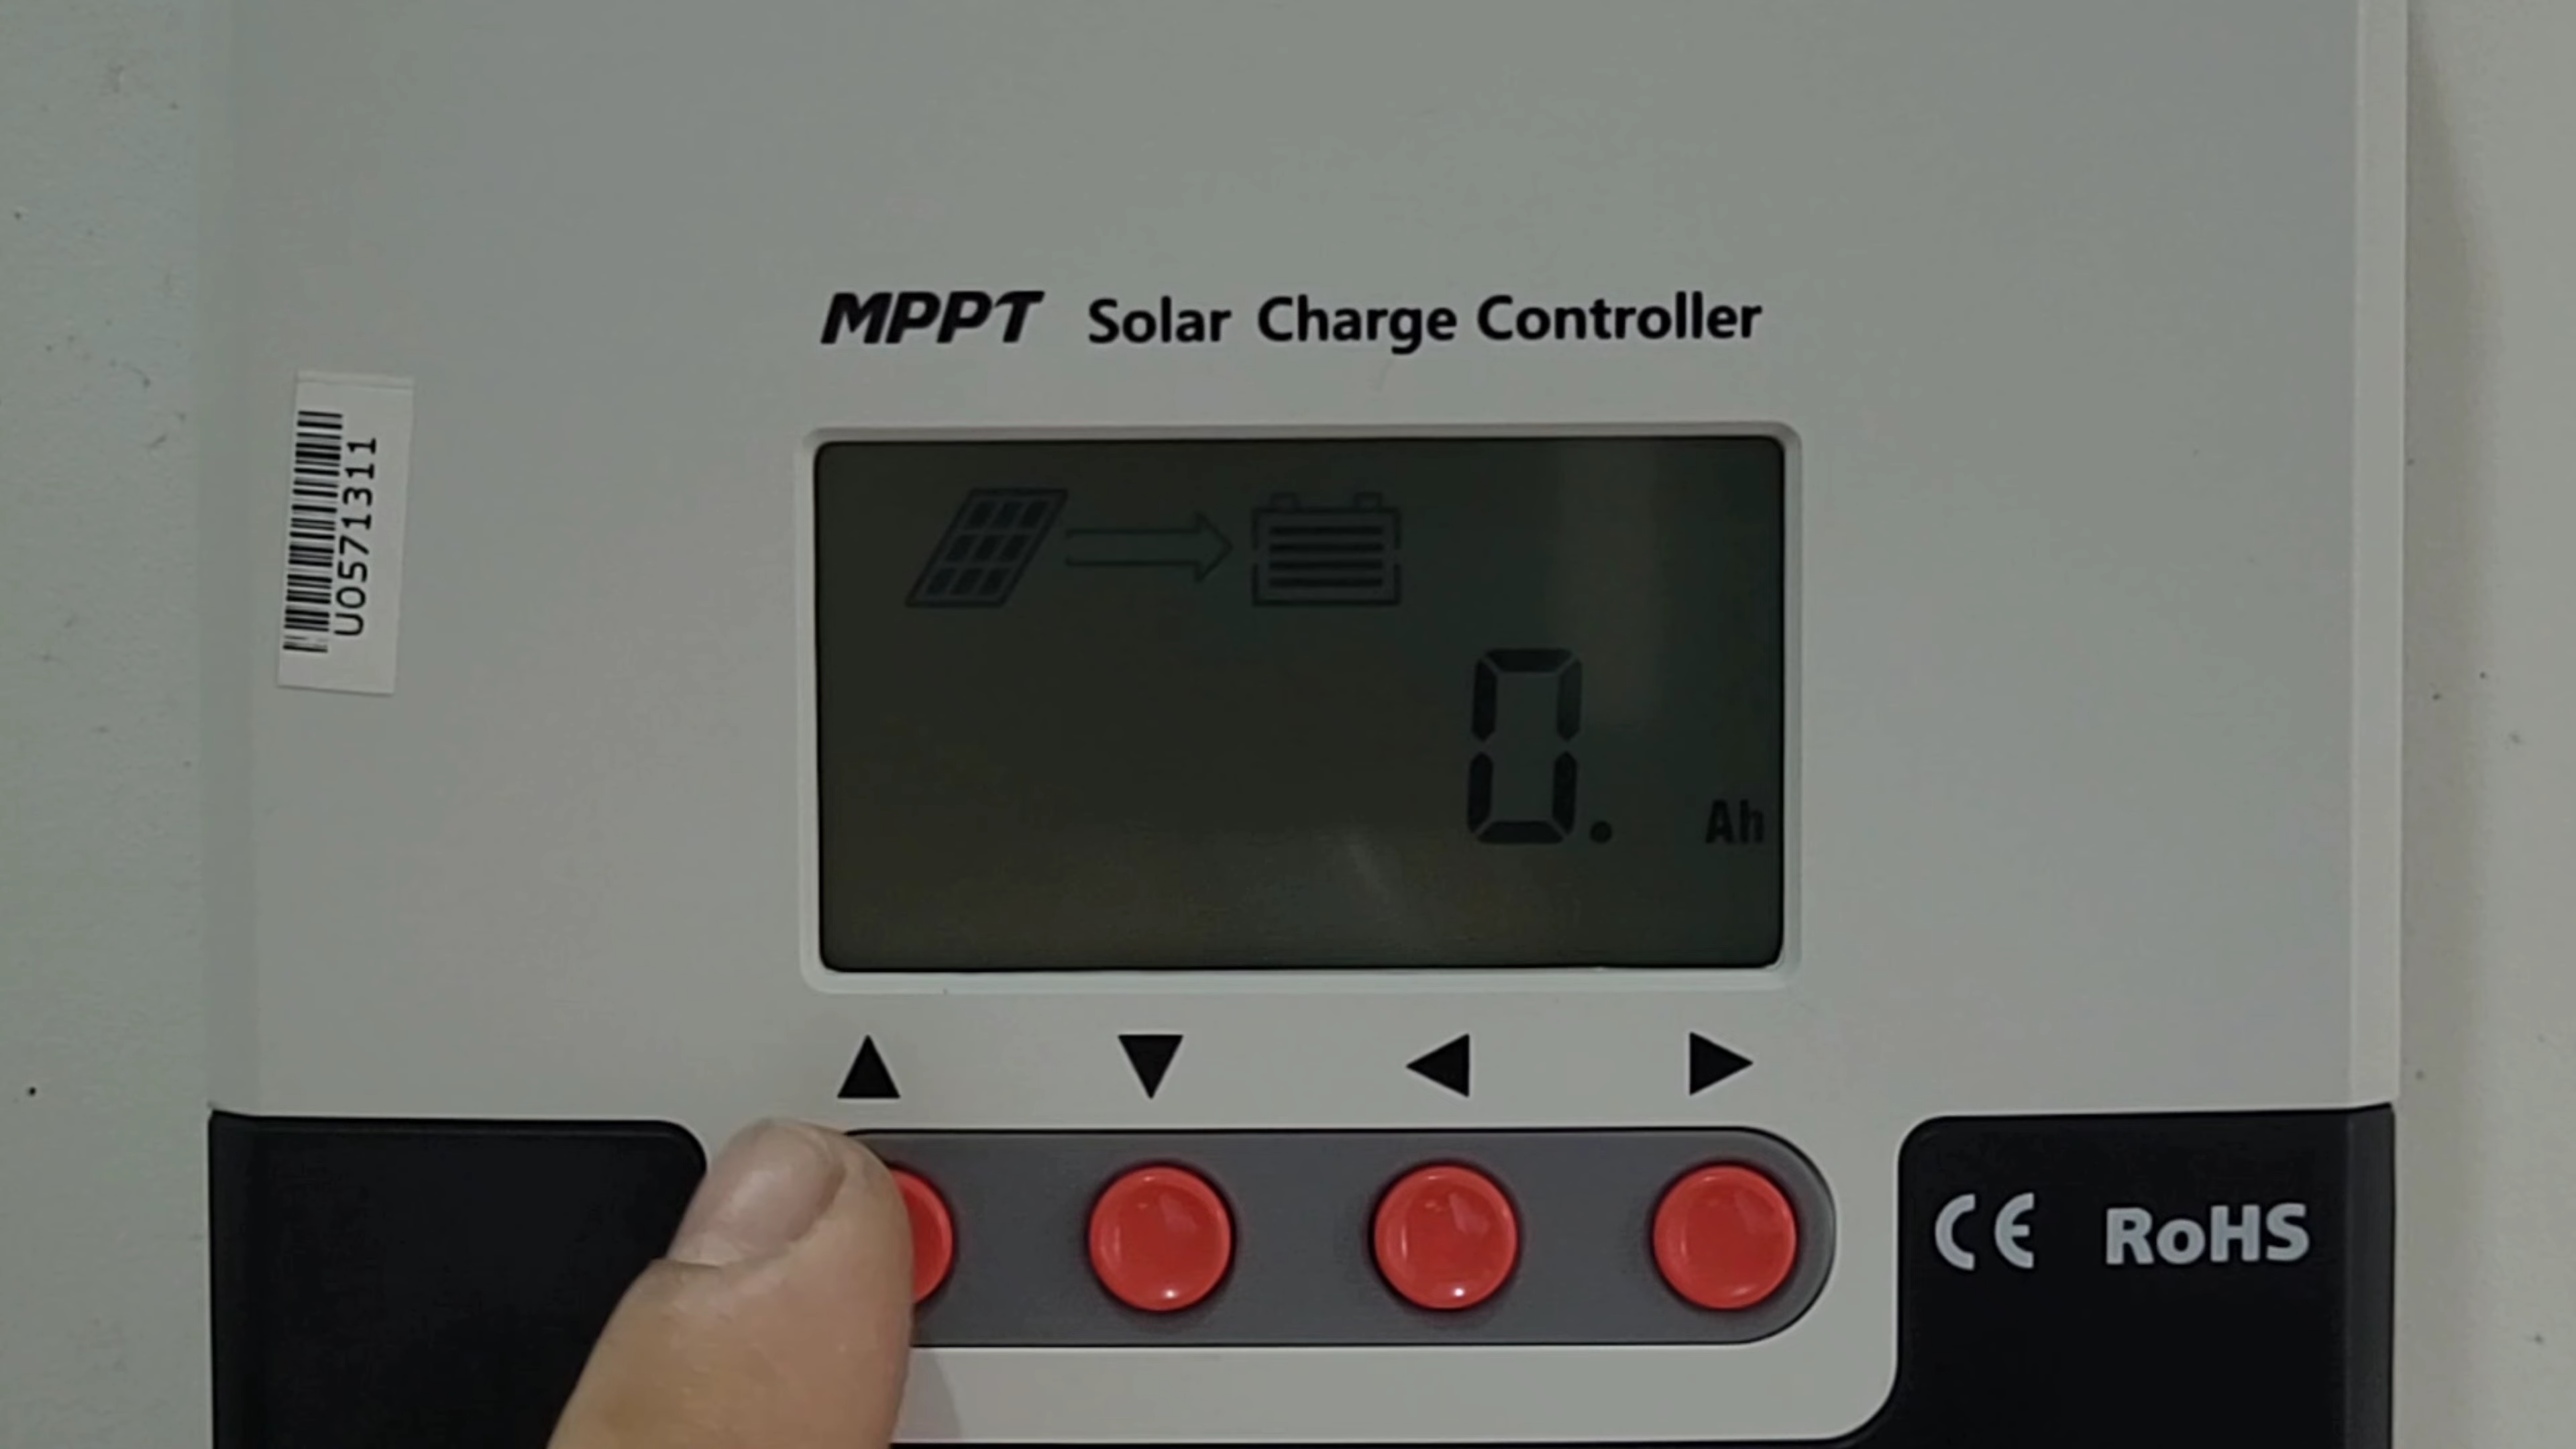 MPPT Solar Charge Controller
U0571311
0.
Ah
▲ ▼ ◀ ▶
CE RoHS